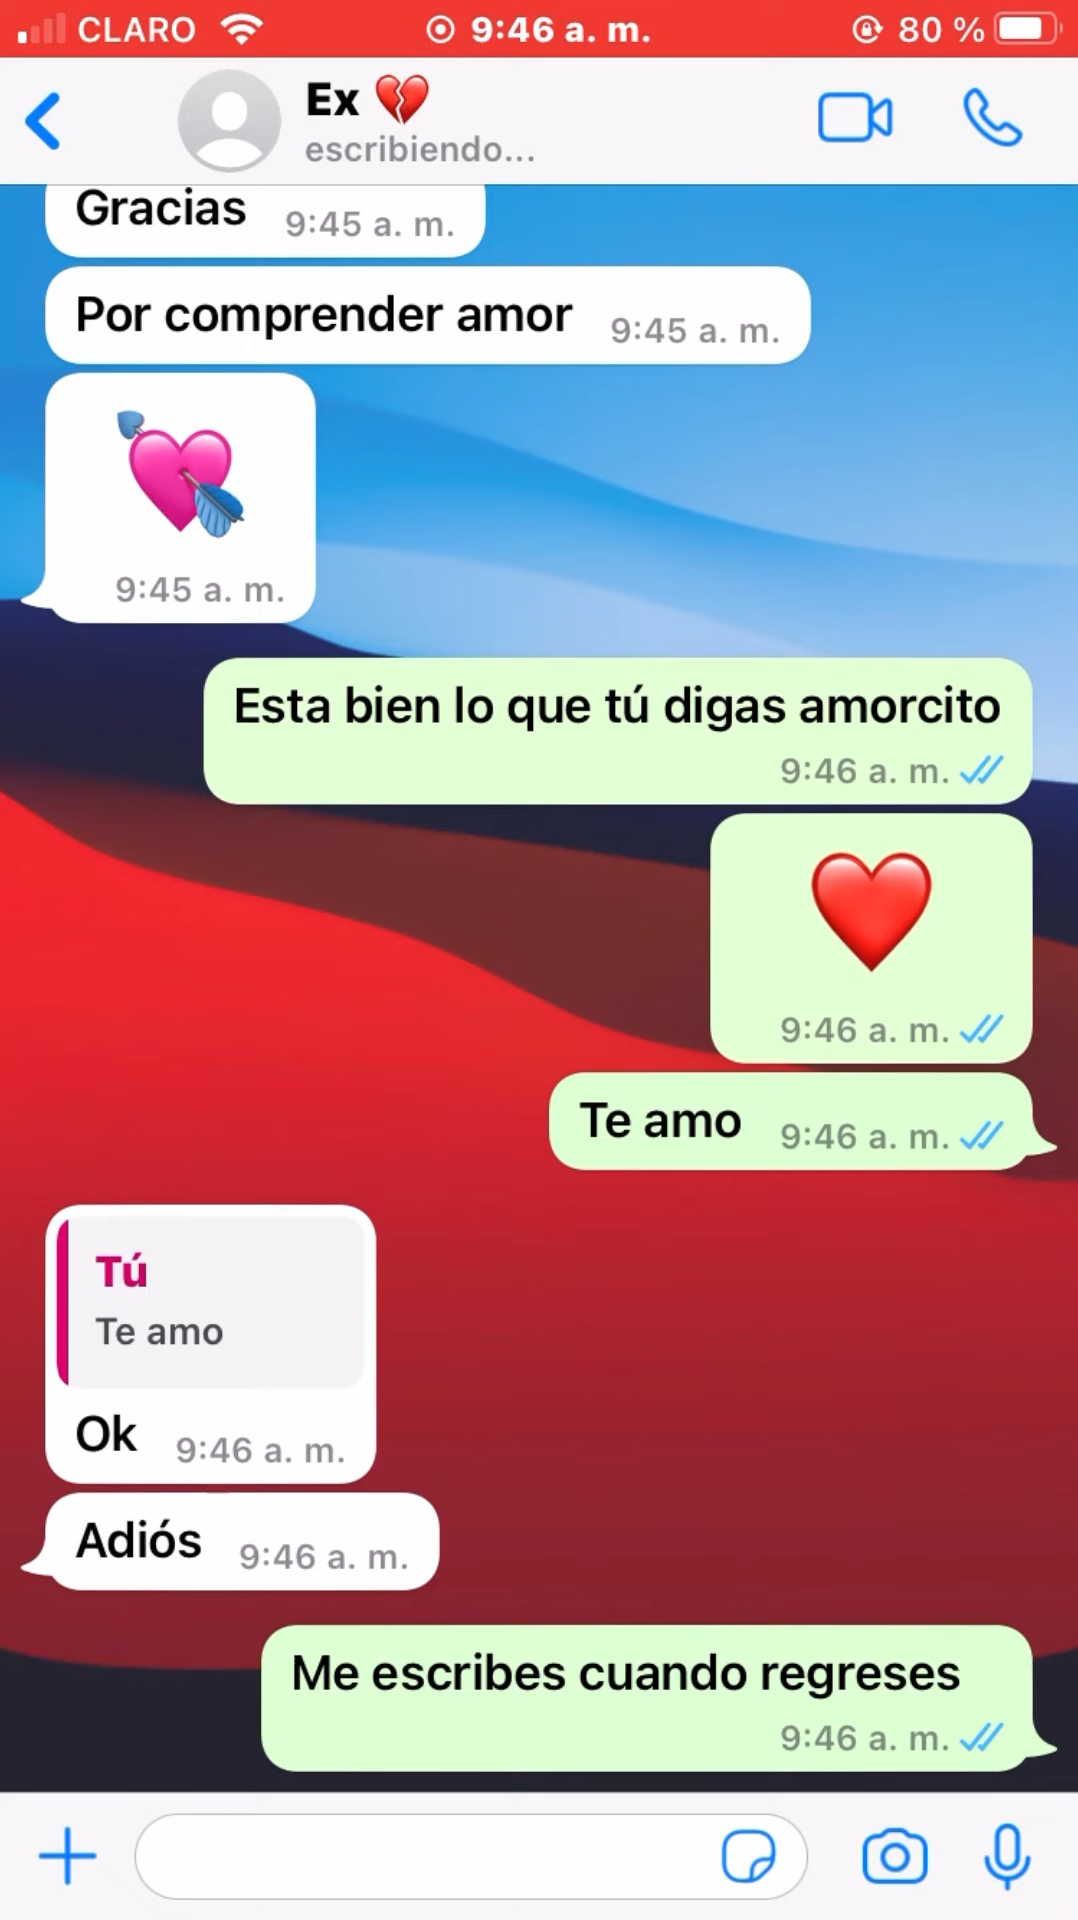 CLARO 9:46 a. m. 80 %
Ex 💔
escribiendo...
Gracias 9:45 a. m.
Por comprender amor 9:45 a. m.
💘
9:45 a. m.
Esta bien lo que tú digas amorcito
9:46 a. m.
❤️
9:46 a. m.
Te amo 9:46 a. m.
Tú
Te amo
Ok 9:46 a. m.
Adiós 9:46 a. m.
Me escribes cuando regreses
9:46 a. m.